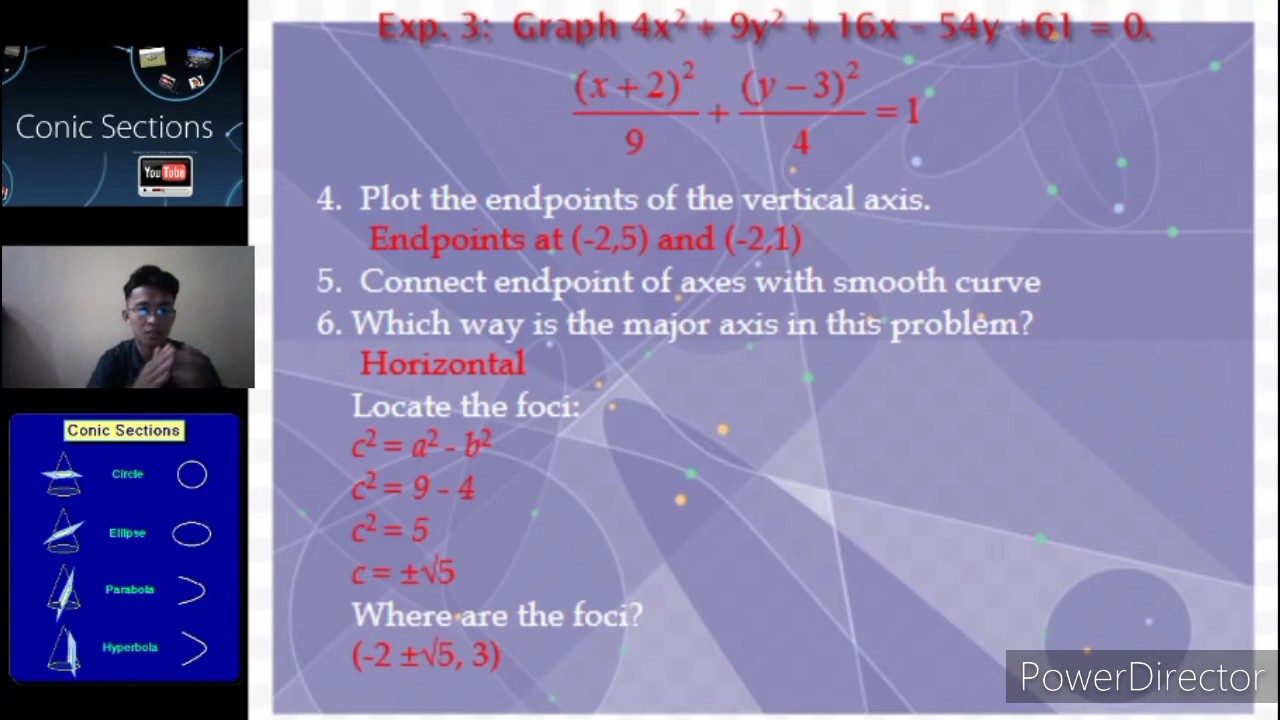 Conic Sections
You Tube
Conic Sections
Circle
Ellipse
Parabola
Hyperbola
Exp. 3: Graph 4x² + 9y² + 16x – 54y +61 = 0.
(x + 2)²/9 + (y – 3)²/4 = 1
4. Plot the endpoints of the vertical axis.
Endpoints at (-2,5) and (-2,1)
5. Connect endpoint of axes with smooth curve
6. Which way is the major axis in this problem?
Horizontal
Locate the foci:
c² = a² - b²
c² = 9 - 4
c² = 5
c = ±√5
Where are the foci?
(-2 ±√5, 3)
PowerDirector